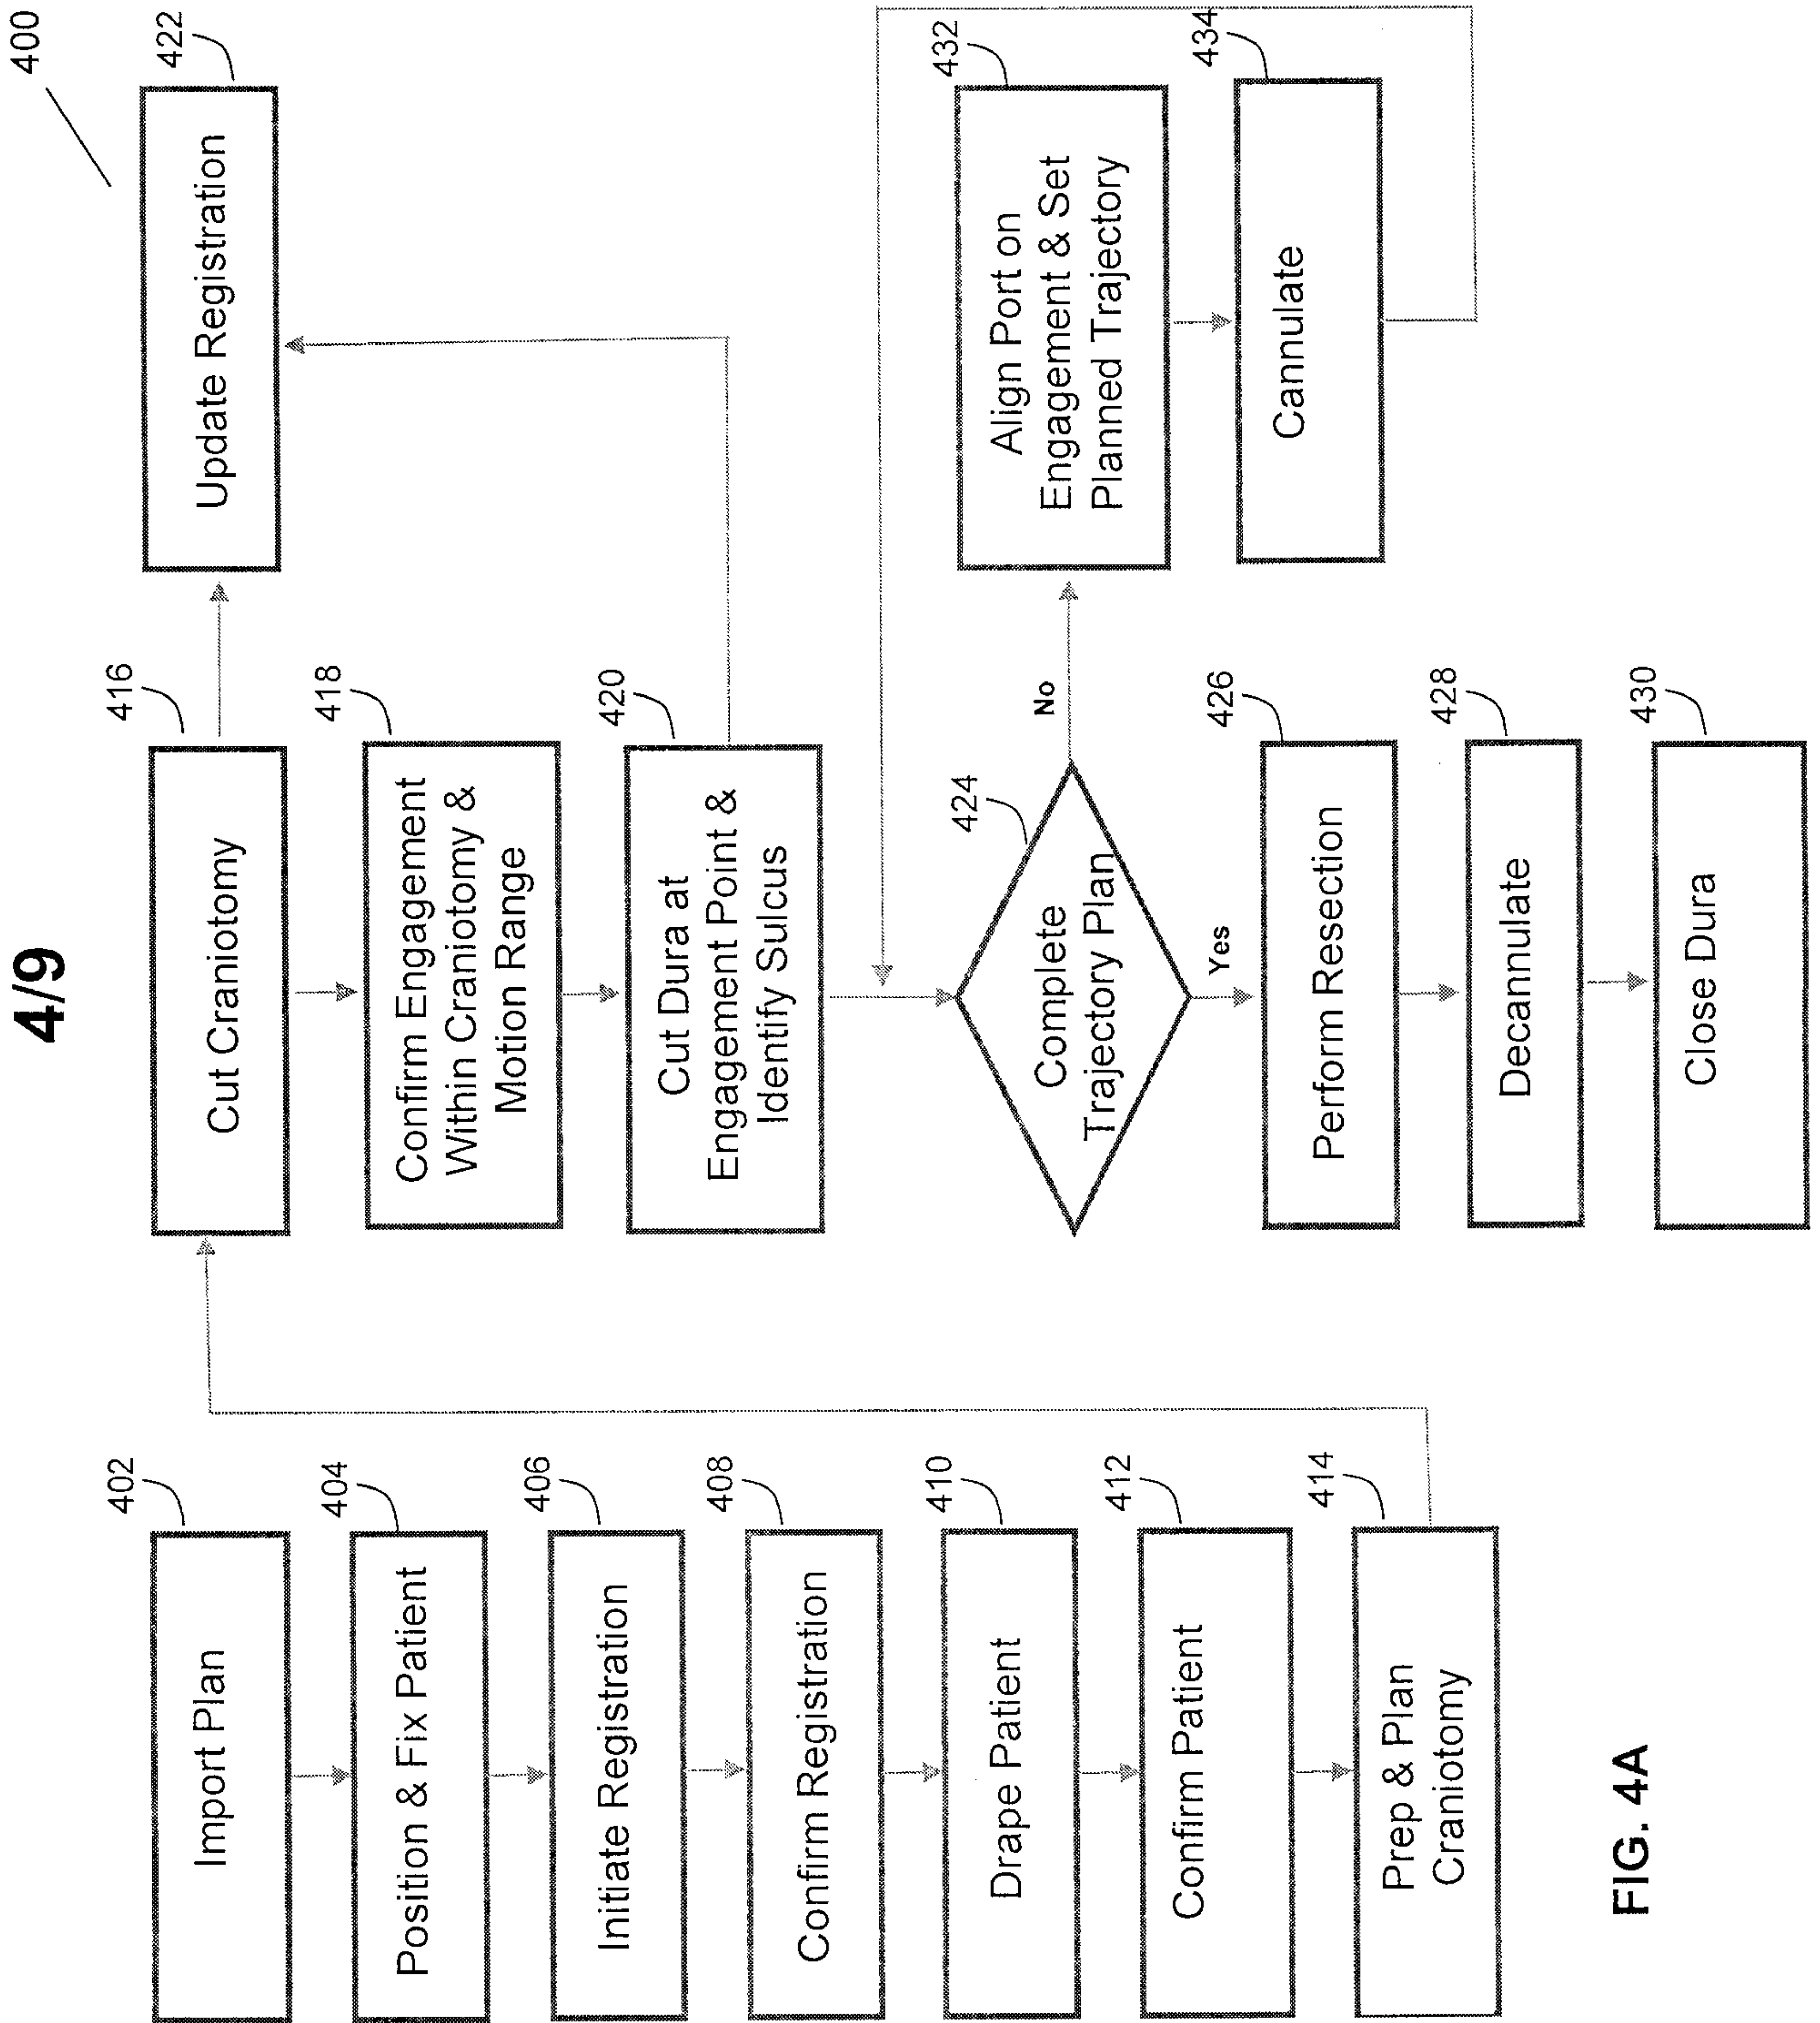 4/9
400
402
Import Plan
404
Position & Fix Patient
406
Initiate Registration
408
Confirm Registration
410
Drape Patient
412
Confirm Patient
414
Prep & Plan
Craniotomy
416
Cut Craniotomy
418
Confirm Engagement
Within Craniotomy &
Motion Range
420
Cut Dura at
Engagement Point &
Identify Sulcus
422
Update Registration
424
Complete
Trajectory Plan
No
Yes
426
Perform Resection
428
Decannulate
430
Close Dura
432
Align Port on
Engagement & Set
Planned Trajectory
434
Cannulate
FIG. 4A